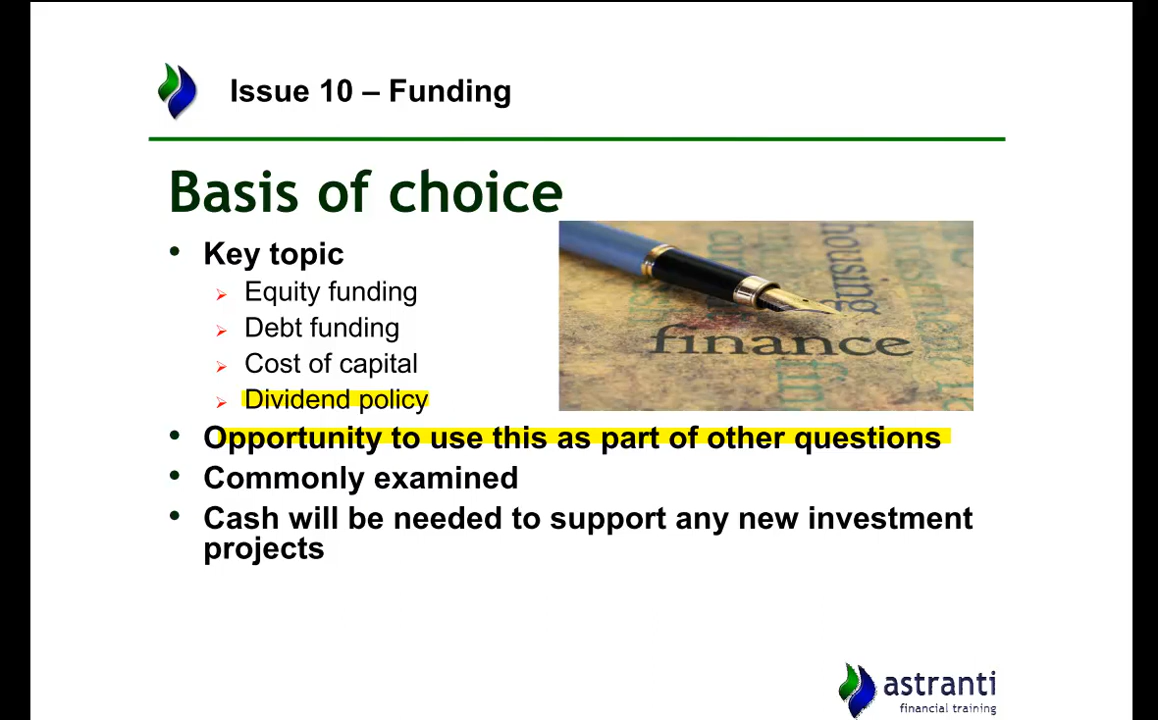 Issue 10 – Funding
Basis of choice
• Key topic
Equity funding
Debt funding
Cost of capital
Dividend policy
• Opportunity to use this as part of other questions
• Commonly examined
• Cash will be needed to support any new investment
projects
housing
finance
astranti
financial training